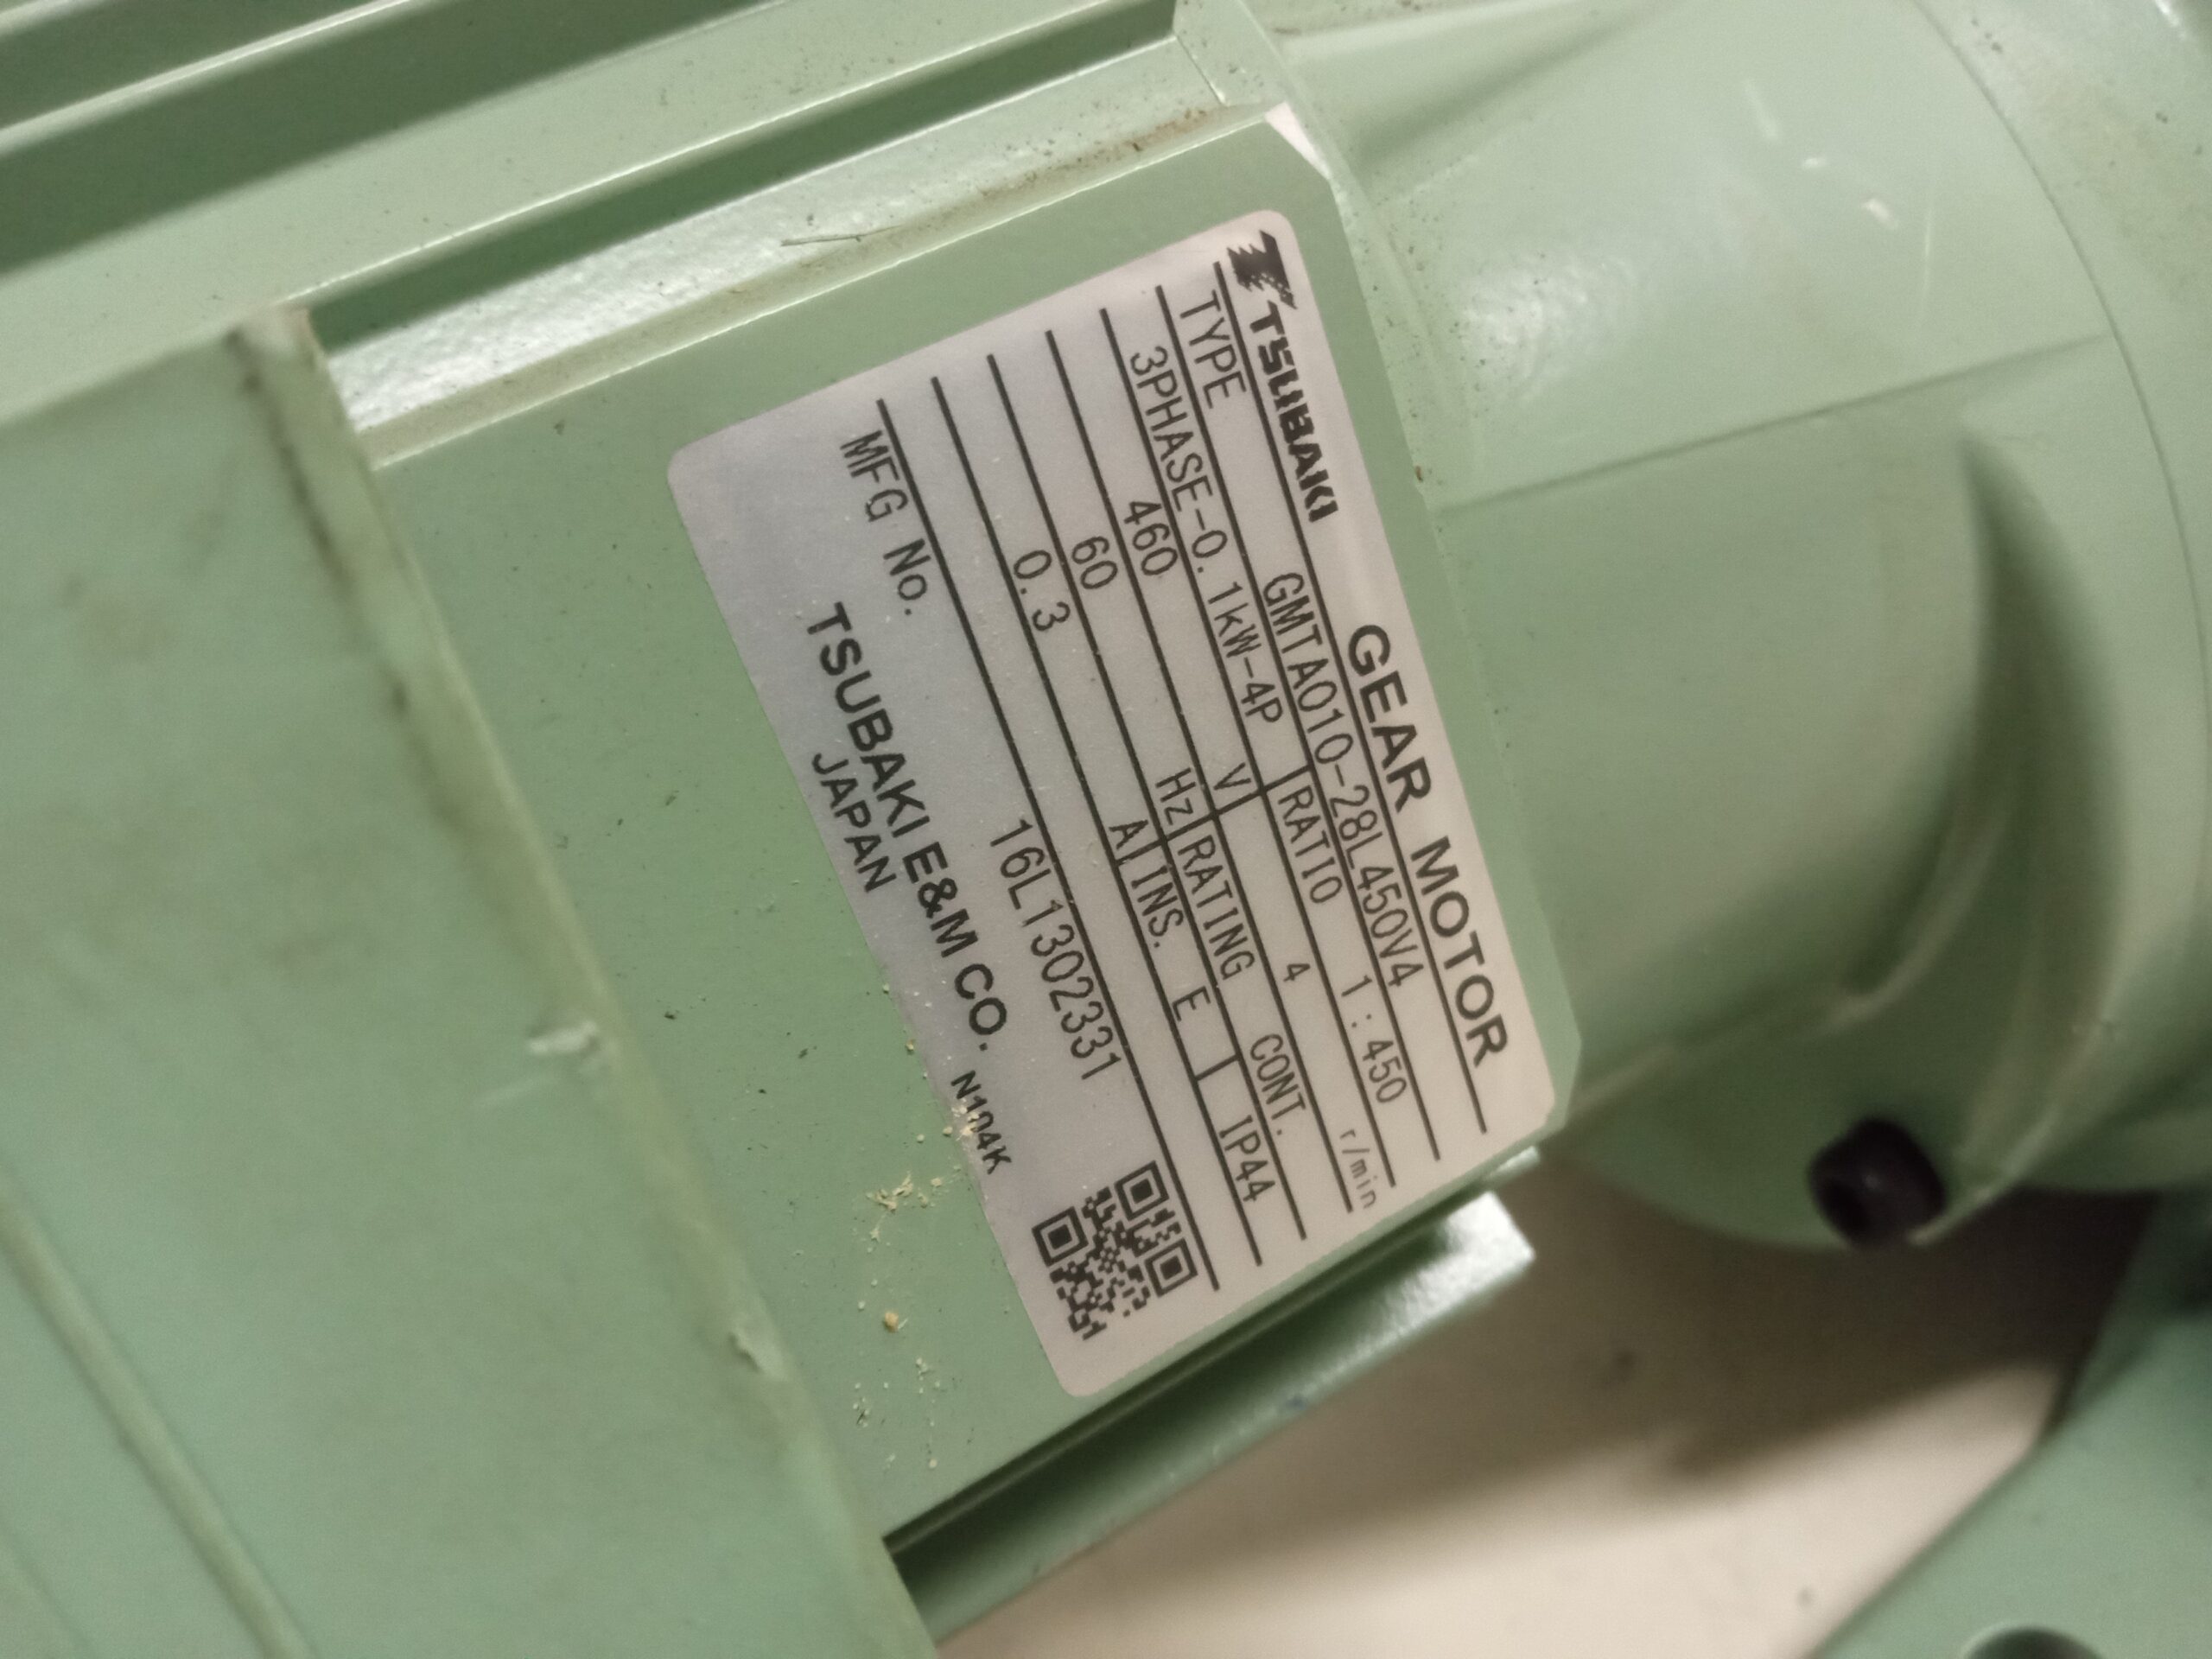 TSUBAKI GEAR MOTOR
TYPE GMTA010-28L450V4
3PHASE-0.1kW-4P RATIO 1:450
460 V 4 r/min
60 Hz RATING CONT.
0.3 A INS. E IP44
MFG No. 16L1302331
TSUBAKI E&M CO. N104K
JAPAN